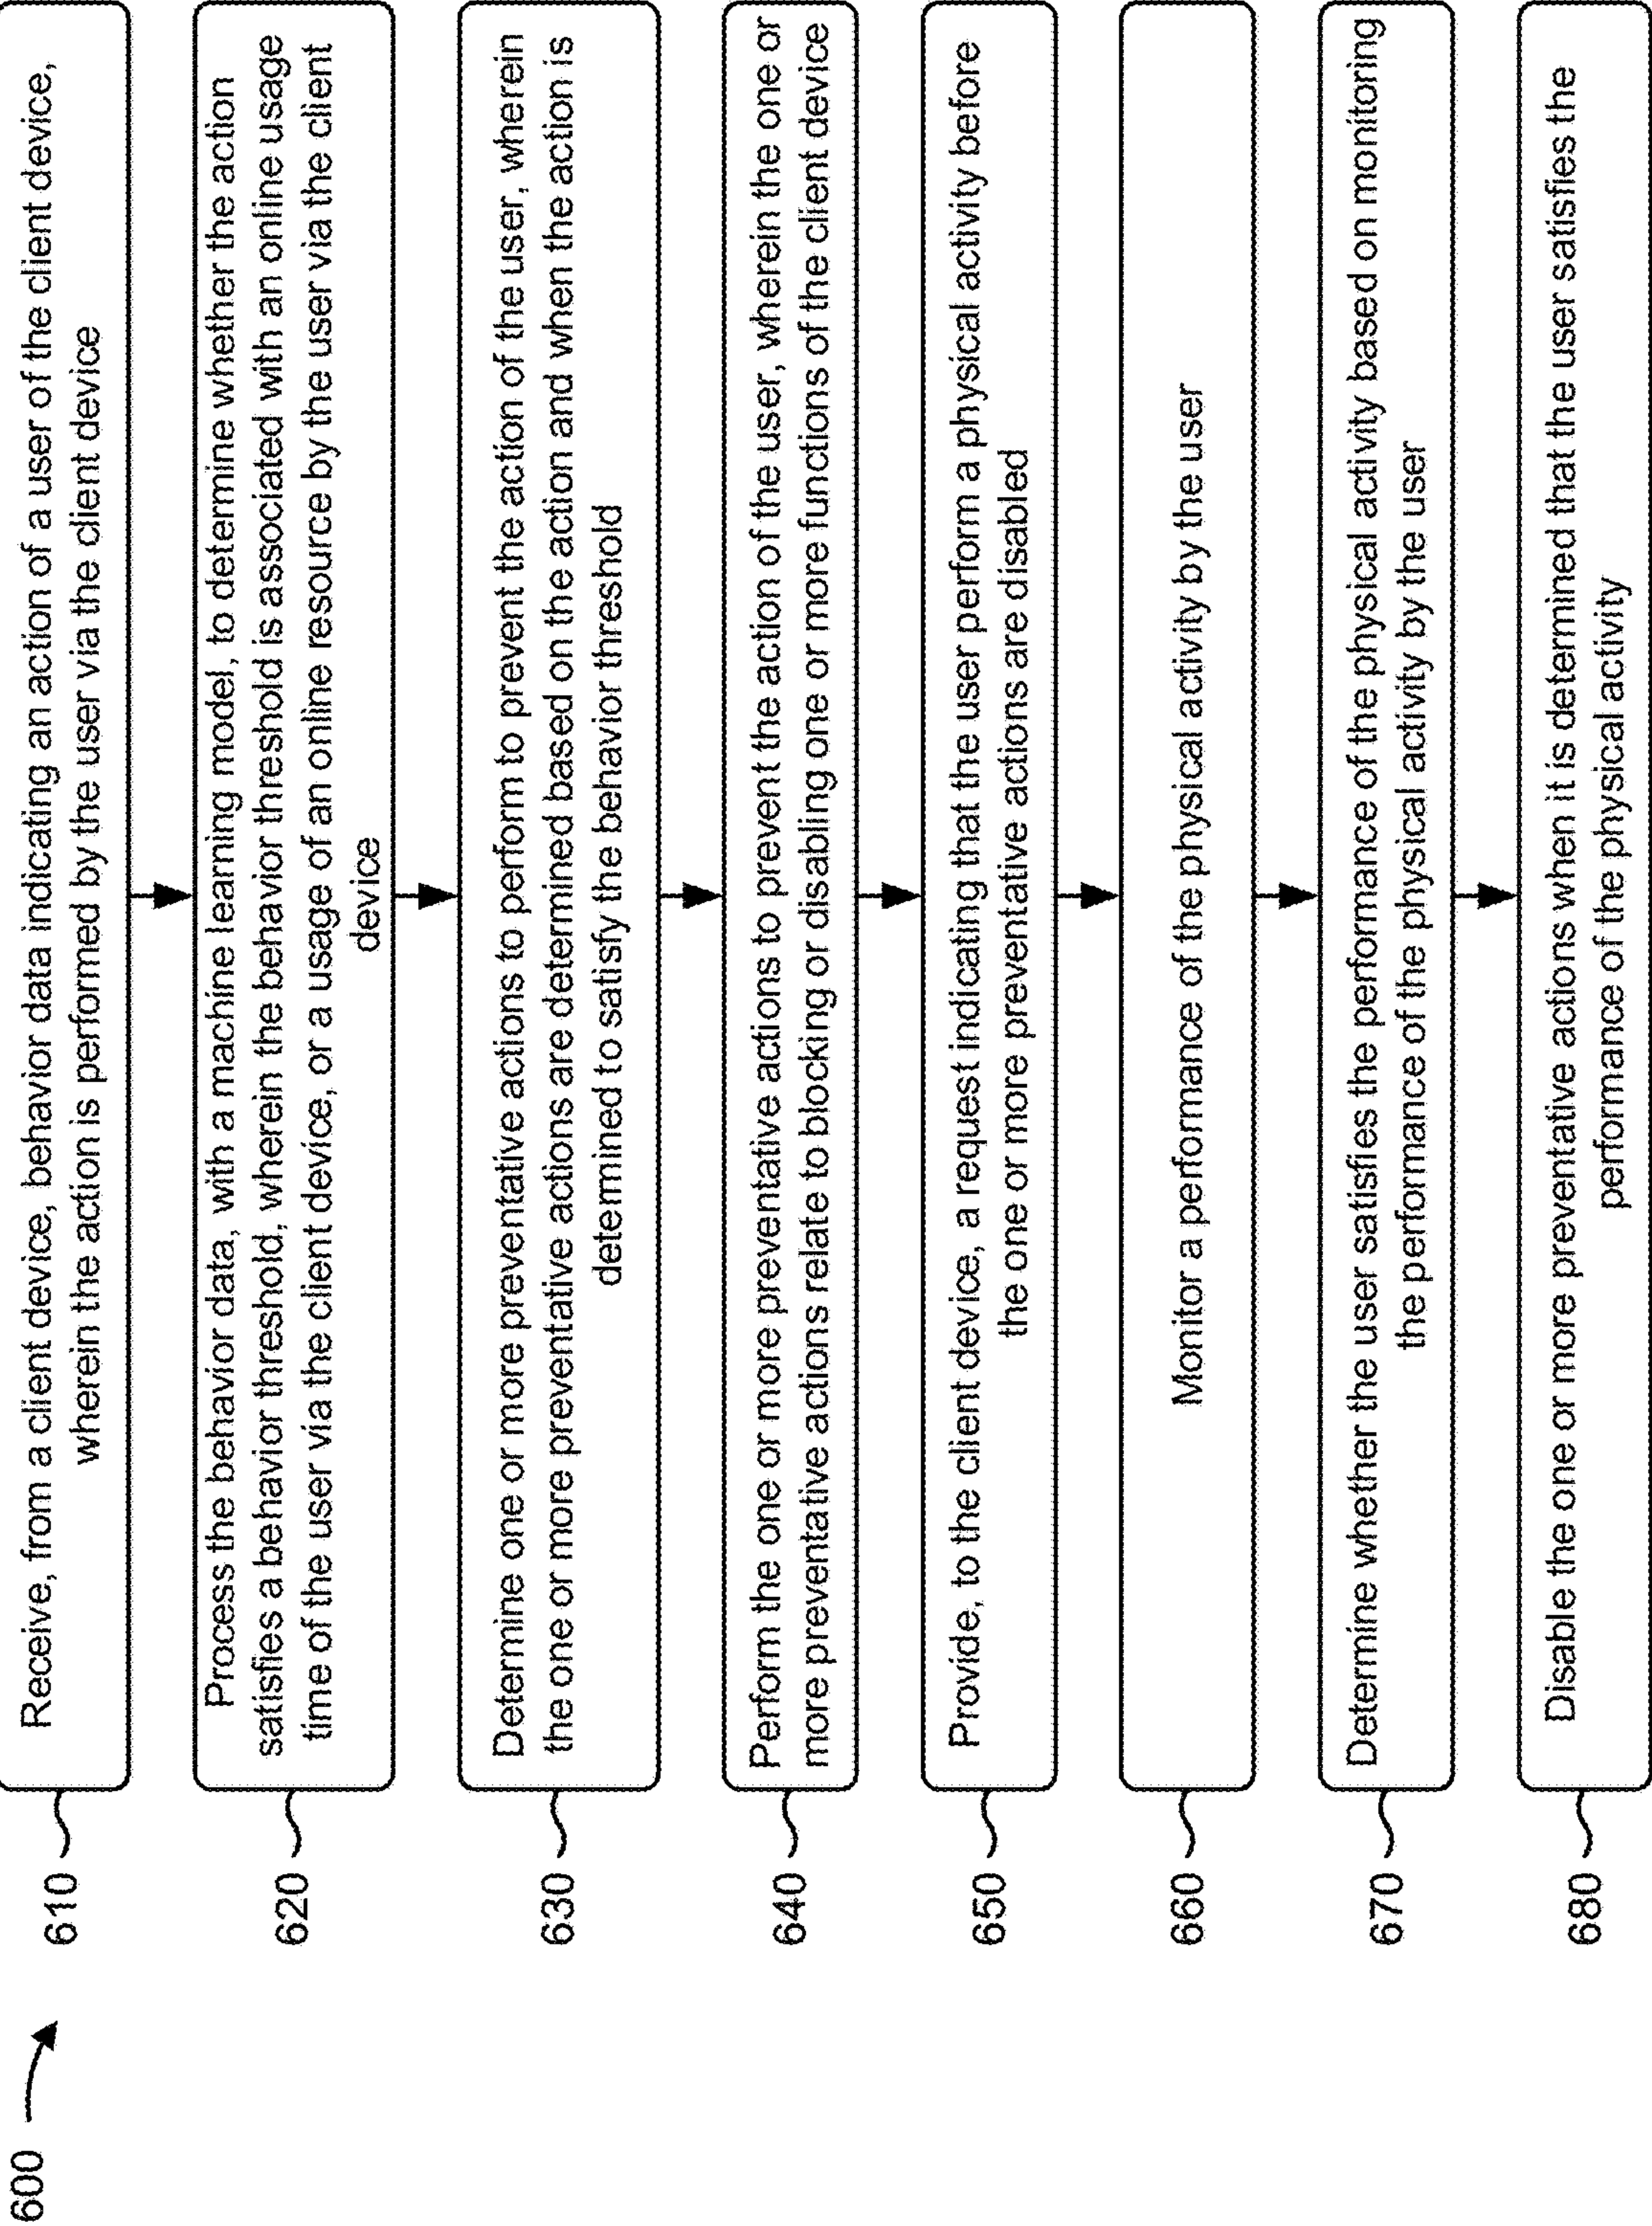 600
610
Receive, from a client device, behavior data indicating an action of a user of the client device,
wherein the action is performed by the user via the client device
620
Process the behavior data, with a machine learning model, to determine whether the action
satisfies a behavior threshold, wherein the behavior threshold is associated with an online usage
time of the user via the client device, or a usage of an online resource by the user via the client
device
630
Determine one or more preventative actions to perform to prevent the action of the user, wherein
the one or more preventative actions are determined based on the action and when the action is
determined to satisfy the behavior threshold
640
Perform the one or more preventative actions to prevent the action of the user, wherein the one or
more preventative actions relate to blocking or disabling one or more functions of the client device
650
Provide, to the client device, a request indicating that the user perform a physical activity before
the one or more preventative actions are disabled
660
Monitor a performance of the physical activity by the user
670
Determine whether the user satisfies the performance of the physical activity based on monitoring
the performance of the physical activity by the user
680
Disable the one or more preventative actions when it is determined that the user satisfies the
performance of the physical activity